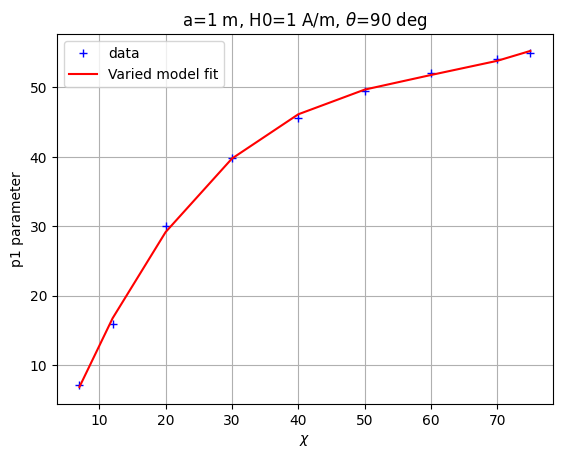 a=1 m, H0=1 A/m, θ=90 deg
data
Varied model fit
p1 parameter
50
40
30
20
10
10 20 30 40 50 60 70
χ